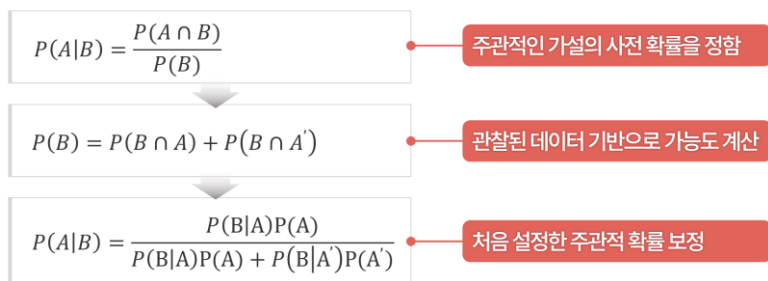 P(A|B) = P(A ∩ B) / P(B)
주관적인 가설의 사전 확률을 정함
P(B) = P(B ∩ A) + P(B ∩ A')
관찰된 데이터 기반으로 가능도 계산
P(A|B) = P(B|A)P(A) / P(B|A)P(A) + P(B|A')P(A')
처음 설정한 주관적 확률 보정